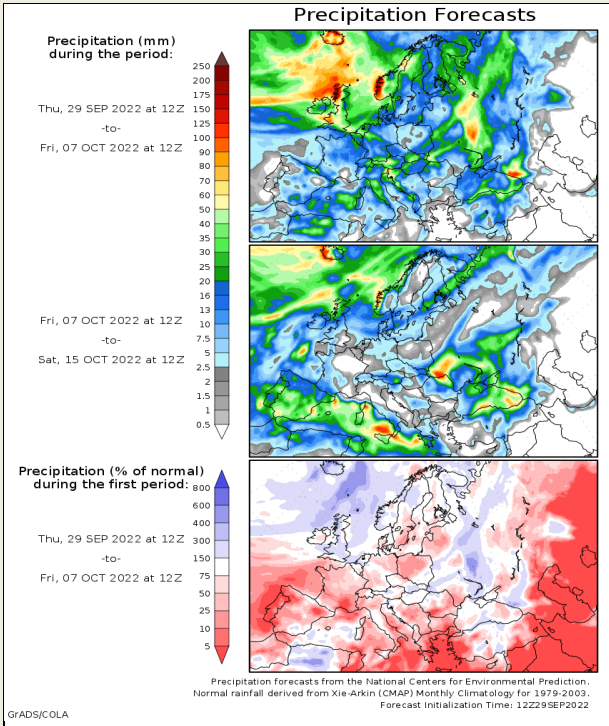 Precipitation Forecasts
Precipitation (mm)
during the period:
Thu, 29 SEP 2022 at 12Z
-to-
Fri, 07 OCT 2022 at 12Z
250
200
175
150
125
100
90
80
70
60
50
40
35
30
25
20
16
13
10
7.5
5
2.5
2
1.5
1
0.5
Fri, 07 OCT 2022 at 12Z
-to-
Sat, 15 OCT 2022 at 12Z
Precipitation (% of normal)
during the first period:
Thu, 29 SEP 2022 at 12Z
-to-
Fri, 07 OCT 2022 at 12Z
800
600
400
300
150
75
50
25
10
5
Precipitation forecasts from the National Centers for Environmental Prediction.
Normal rainfall derived from Xie-Arkin (CMAP) Monthly Climatology for 1979-2003.
Forecast Initialization Time: 12Z29SEP2022
GrADS/COLA